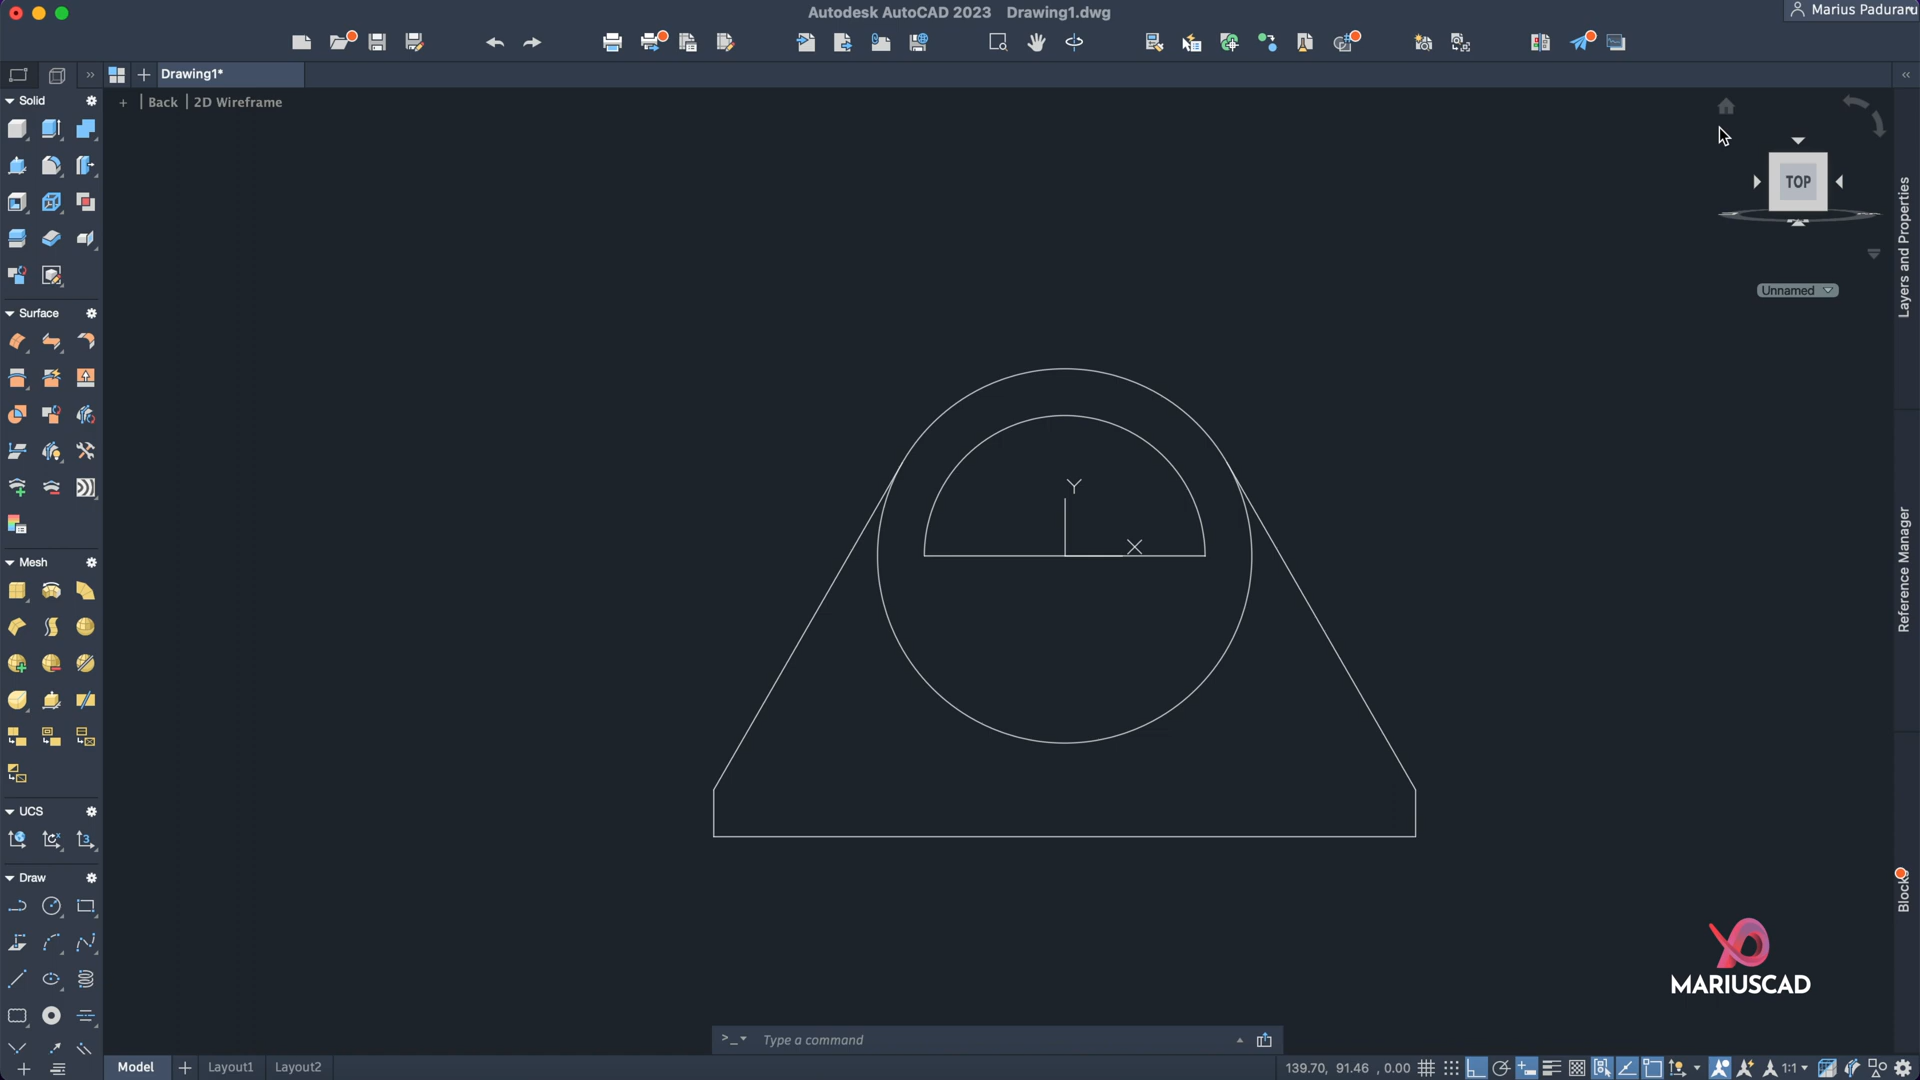 Autodesk AutoCAD 2023 Drawing1.dwg
Marius Paduraru
Drawing1*
Solid
+ | Back | 2D Wireframe
TOP
Unnamed
Layers and Properties
Surface
Y
X
Reference Manager
Mesh
UCS
Draw
Blocks
MARIUSCAD
>_ Type a command
Model
Layout1
Layout2
139.70, 91.46 , 0.00
1:1